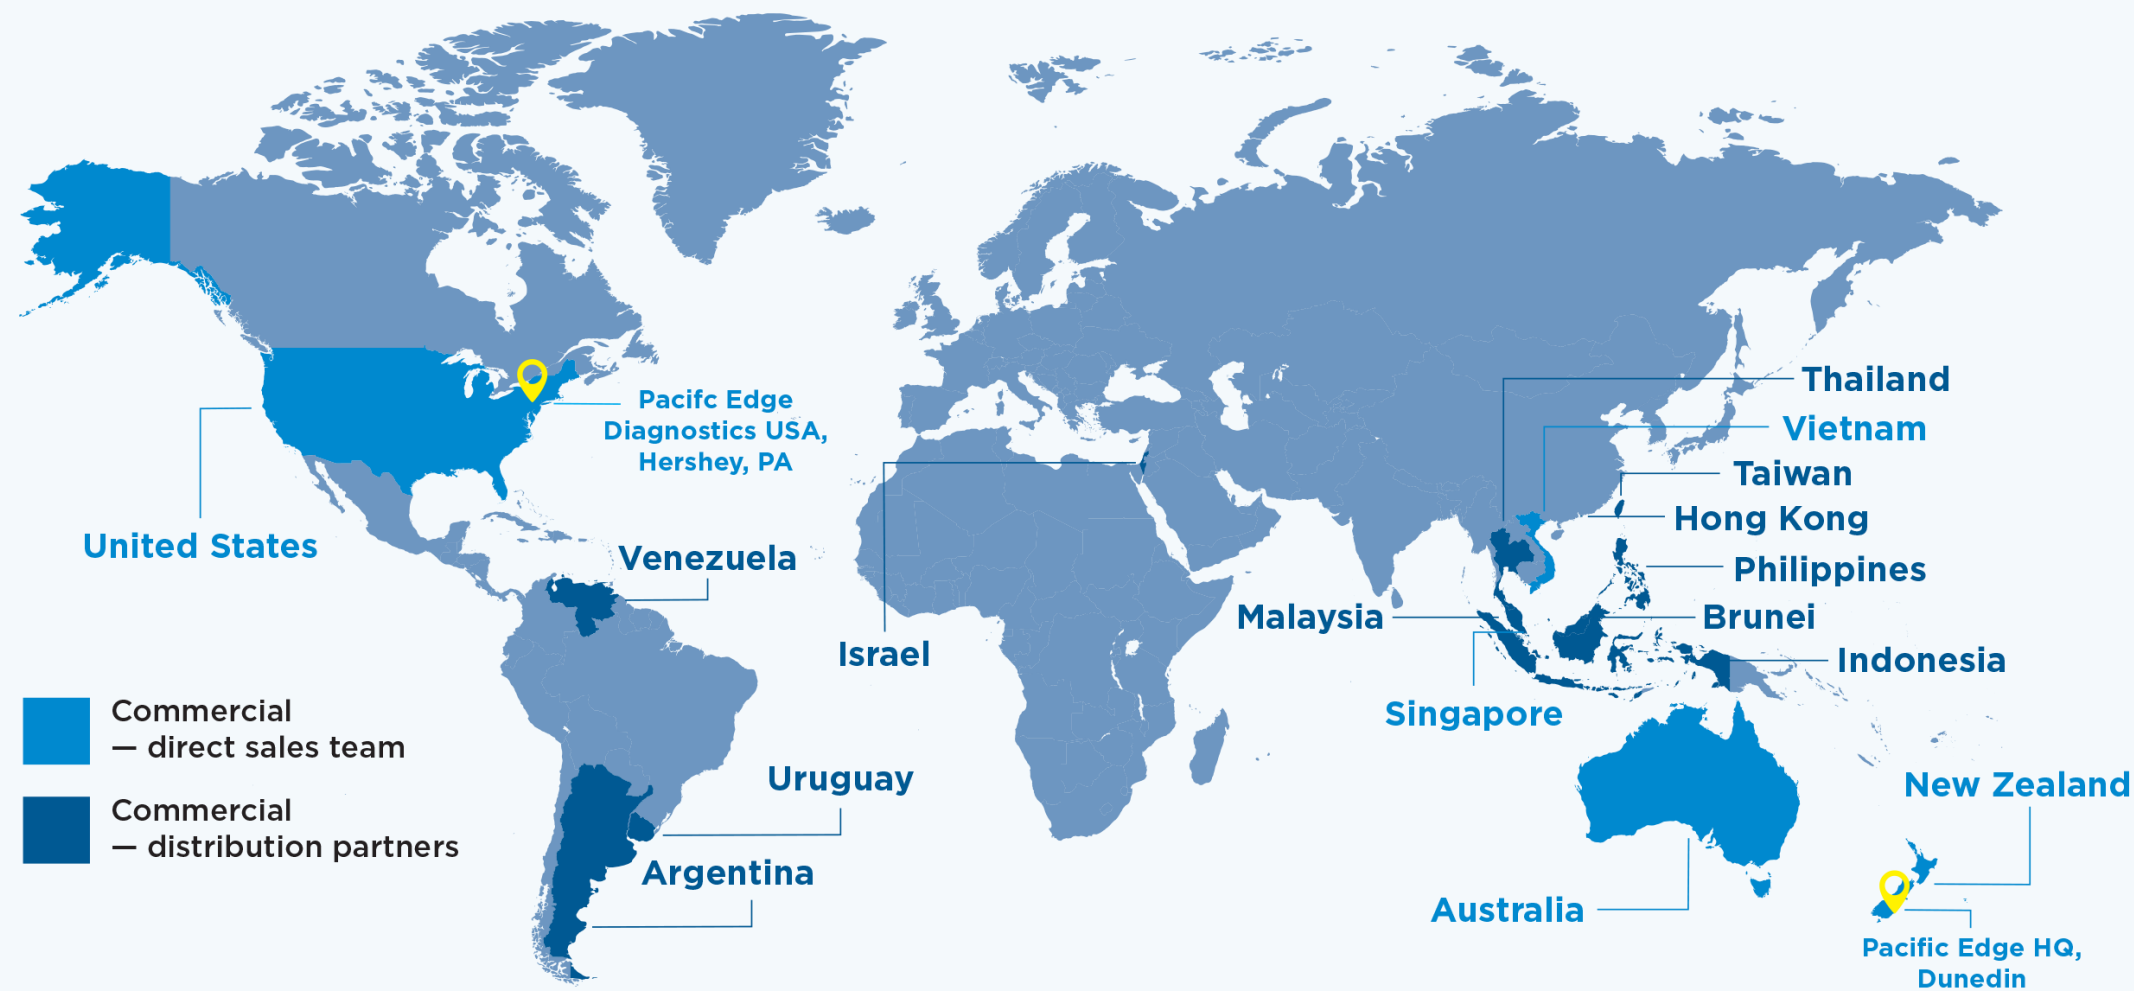 Thailand
Pacifc Edge
Diagnostics USA,
Hershey, PA
Vietnam
Taiwan
Hong Kong
United States
Venezuela
Philippines
Malaysia
Brunei
Israel
Indonesia
Singapore
Commercial
— direct sales team
Uruguay
New Zealand
Commercial
— distribution partners
Argentina
Australia
Pacific Edge HQ,
Dunedin